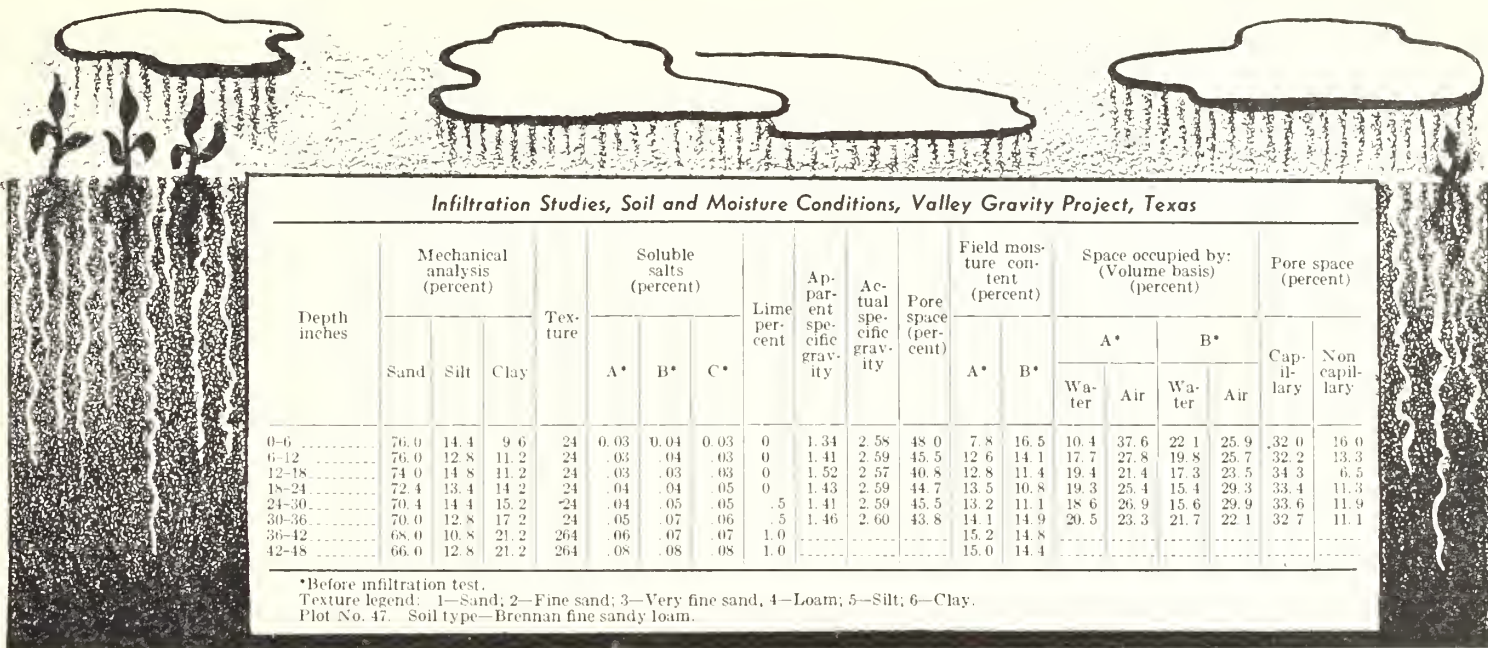 Infiltration Studies, Soil and Moisture Conditions, Valley Gravity Project, Texas
Depth inches | Mechanical analysis (percent) | Texture | Soluble salts (percent) | Lime percent | Apparent specific gravity | Actual specific gravity | Pore space (percent) | Field moisture content (percent) | Space occupied by: (Volume basis) (percent) | Pore space (percent)
Sand | Silt | Clay | A* | B* | C* | A* | B* | A* | B* | Capillary | Non capillary
Water | Air | Water | Air
0-6 76.0 14.4 9 6 24 0.03 0.04 0.03 0 1.34 2.58 48 0 7.8 16.5 10.4 37.6 22 1 25.9 32 0 16 0
6-12 76.0 12.8 11.2 24 .03 .04 .03 0 1.41 2.59 45.5 12 6 14.1 17.7 27.8 19.8 25.7 32.2 13.3
12-18 74 0 14 8 11.2 24 .03 .03 .03 0 1.52 2.57 40.8 12.8 11.4 19.4 21.4 17.3 23.5 34 3 6.5
18-24 72.4 13.4 14 2 24 .04 .04 .05 0 1.43 2.59 44.7 13.5 10.8 19.3 25.4 15.4 29.3 33.4 11.3
24-30 70.4 14 4 15.2 24 .04 .05 .05 .5 1.41 2.59 45.5 13.2 11.1 18 6 26.9 15.6 29.9 33.6 11.9
30-36 70.0 12.8 17 2 24 .05 .07 .06 .5 1.46 2.60 43.8 14.1 14.9 20.5 23.3 21.7 22.1 32 7 11.1
36-42 68.0 10.8 21.2 264 .06 .07 .07 1.0 15.2 14.8
42-48 66.0 12.8 21.2 264 .08 .08 .08 1.0 15.0 14.4
*Before infiltration test.
Texture legend: 1—Sand; 2—Fine sand; 3—Very fine sand, 4—Loam; 5—Silt; 6—Clay.
Plot No. 47. Soil type—Brennan fine sandy loam.